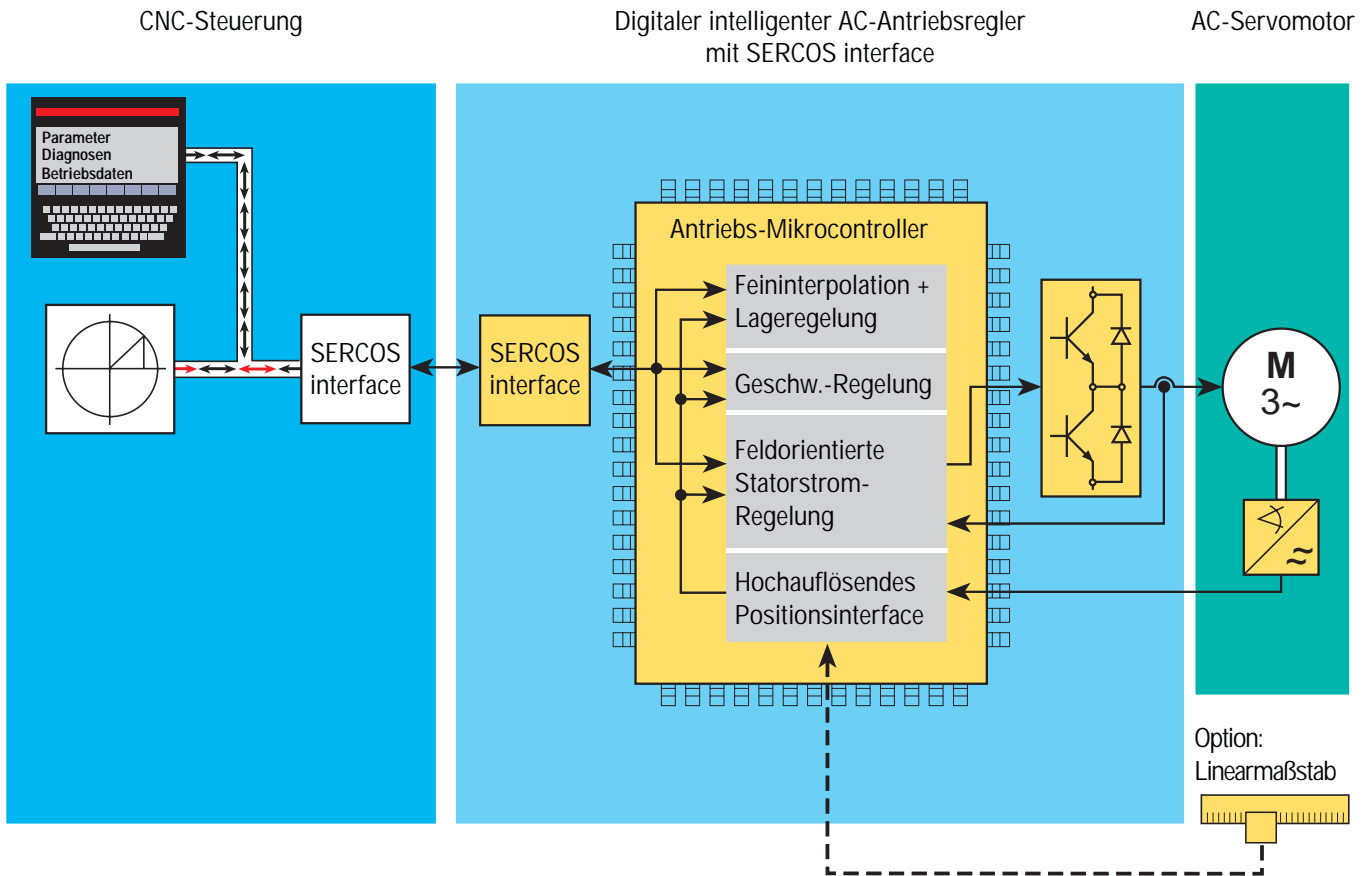 CNC-Steuerung
Digitaler intelligenter AC-Antriebsregler
mit SERCOS interface
AC-Servomotor
Parameter
Diagnosen
Betriebsdaten
SERCOS
interface
SERCOS
interface
Antriebs-Mikrocontroller
Feininterpolation +
Lageregelung
Geschw.-Regelung
Feldorientierte
Statorstrom-
Regelung
Hochauflösendes
Positionsinterface
M
3~
Option:
Linearmaßstab